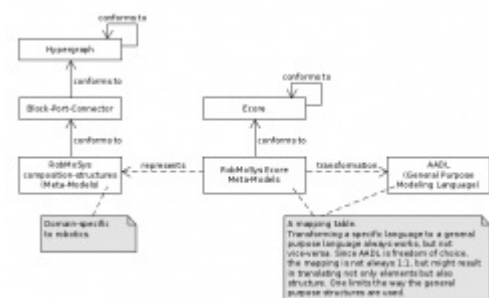 conforms to
Hypergraph
conforms to
conforms to
Block-Port-Connector
Ecore
conforms to
conforms to
RobMoSys
composition-structures
(Meta-Models)
represents
RobMoSys Ecore
Meta-Models
transformation
AADL
(General Purpose
Modeling Language)
Domain-specific
to robotics.
A mapping table.
Transforming a specific language to a general
purpose language always works, but not
vice-verse. Since AADL is freedom of choice,
the mapping is not always 1:1, but might result
in translating not only elements but also
structure. One limits the way the general
purpose structures are used.